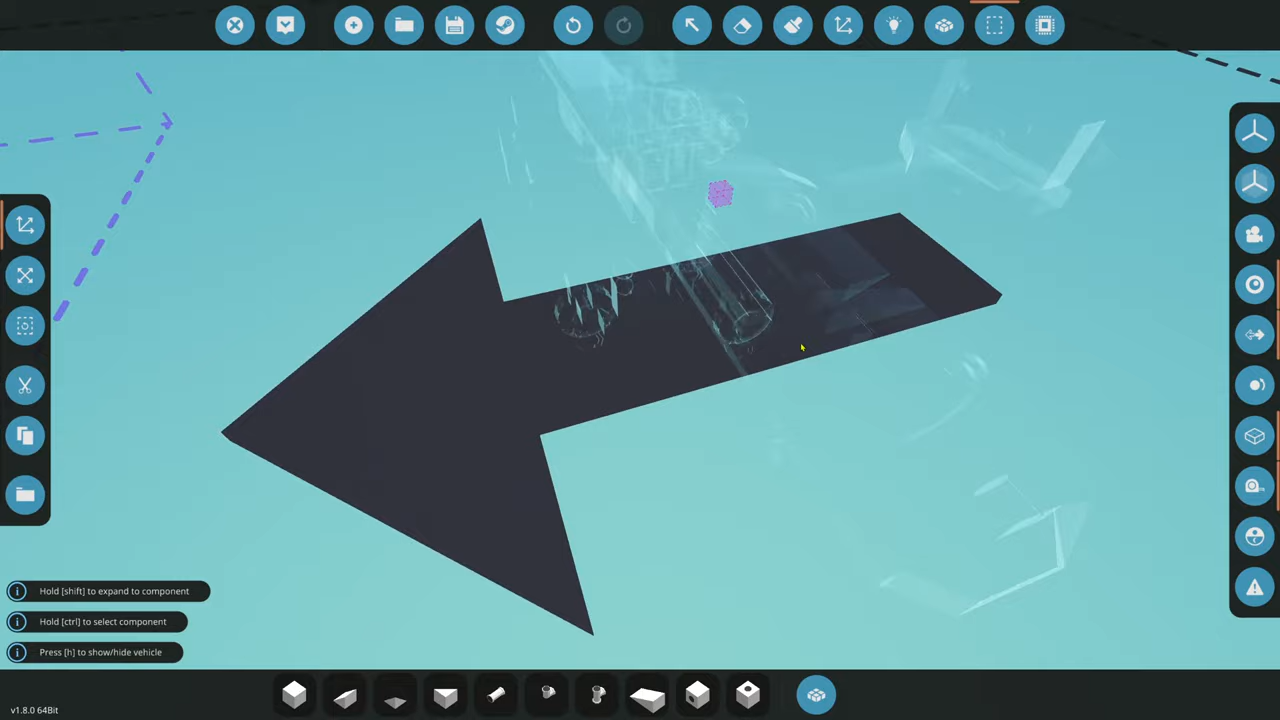 Hold [shift] to expand to component
Hold [ctrl] to select component
Press [h] to show/hide vehicle
v1.8.0 64Bit